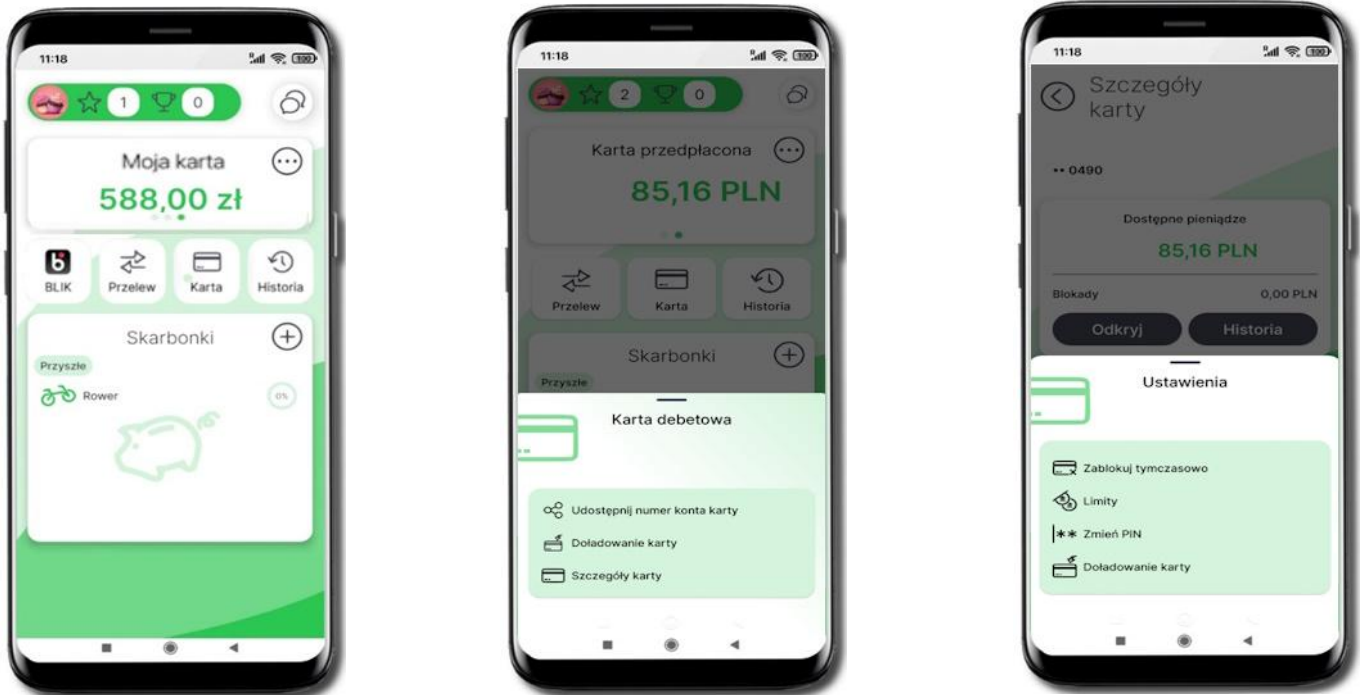 11:18
1
0
Moja karta
588,00 zł
BLIK
Przelew
Karta
Historia
Skarbonki
Przyszłe
Rower
0%
11:18
2
0
Karta przedpłacona
85,16 PLN
Przelew
Karta
Historia
Skarbonki
Przyszłe
Karta debetowa
Udostępnij numer konta karty
Doładowanie karty
Szczegóły karty
11:18
Szczegóły
karty
•• 0490
Dostępne pieniądze
85,16 PLN
Blokady 0,00 PLN
Odkryj
Historia
Ustawienia
Zablokuj tymczasowo
Limity
Zmień PIN
Doładowanie karty